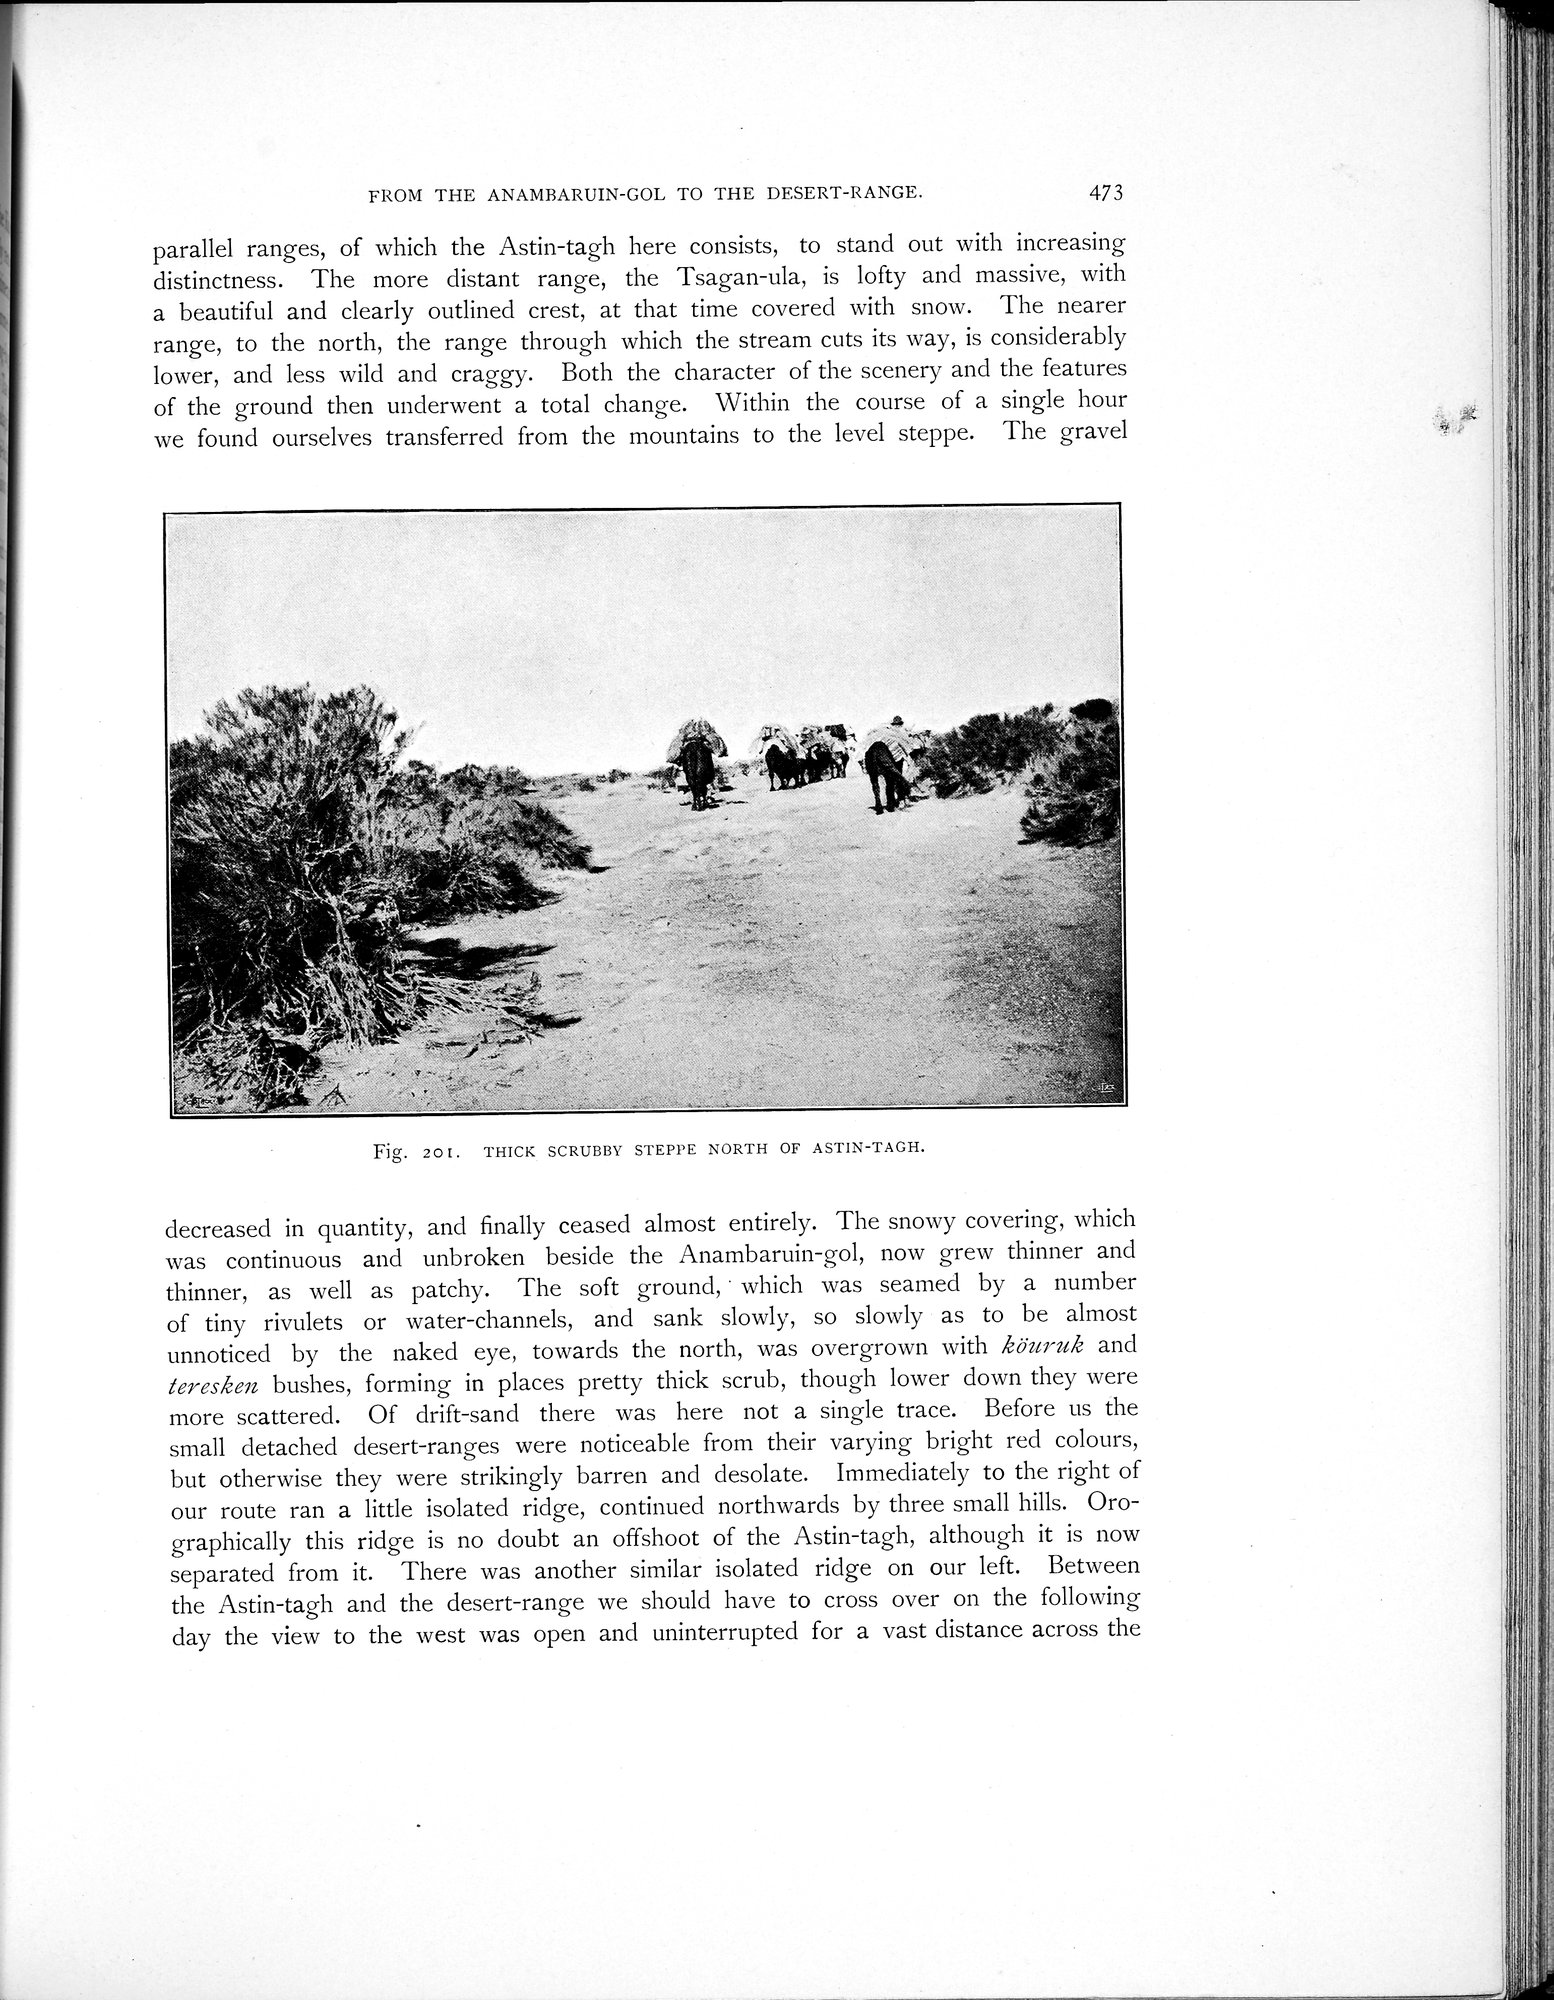 FROM THE ANAMBARUIN-GOL TO THE DESERT-RANGE. 473
parallel ranges, of which the Astin-tagh here consists, to stand out with increasing
distinctness. The more distant range, the Tsagan-ula, is lofty and massive, with
a beautiful and clearly outlined crest, at that time covered with snow. The nearer
range, to the north, the range through which the stream cuts its way, is considerably
lower, and less wild and craggy. Both the character of the scenery and the features
of the ground then underwent a total change. Within the course of a single hour
we found ourselves transferred from the mountains to the level steppe. The gravel
Fig. 201. THICK SCRUBBY STEPPE NORTH OF ASTIN-TAGH.
decreased in quantity, and finally ceased almost entirely. The snowy covering, which
was continuous and unbroken beside the Anambaruin-gol, now grew thinner and
thinner, as well as patchy. The soft ground, which was seamed by a number
of tiny rivulets or water-channels, and sank slowly, so slowly as to be almost
unnoticed by the naked eye, towards the north, was overgrown with köuruk and
teresken bushes, forming in places pretty thick scrub, though lower down they were
more scattered. Of drift-sand there was here not a single trace. Before us the
small detached desert-ranges were noticeable from their varying bright red colours,
but otherwise they were strikingly barren and desolate. Immediately to the right of
our route ran a little isolated ridge, continued northwards by three small hills. Oro-
graphically this ridge is no doubt an offshoot of the Astin-tagh, although it is now
separated from it. There was another similar isolated ridge on our left. Between
the Astin-tagh and the desert-range we should have to cross over on the following
day the view to the west was open and uninterrupted for a vast distance across the